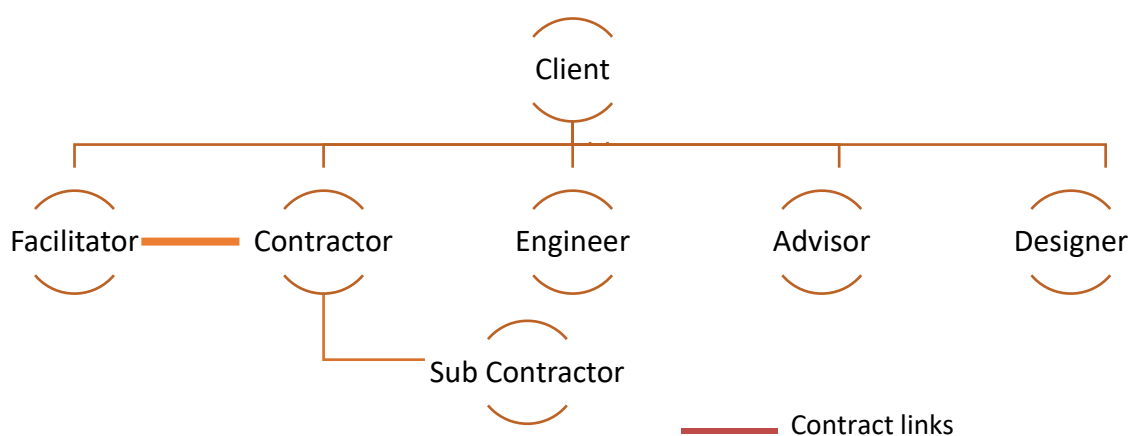 Client
Facilitator
Contractor
Engineer
Advisor
Designer
Sub Contractor
Contract links